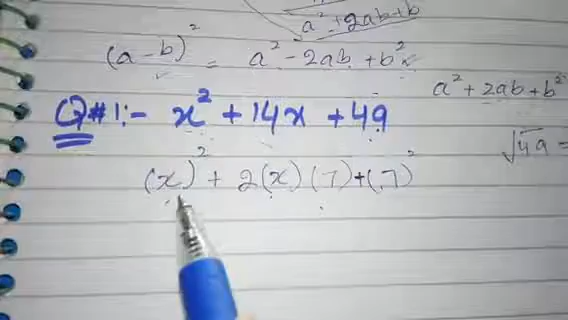 a² + 2ab + b
(a - b)² = a² - 2ab + b²
a² + 2ab + b²
Q#1:- x² + 14x + 49
√49 =
(x)² + 2(x)(7) + (7)²